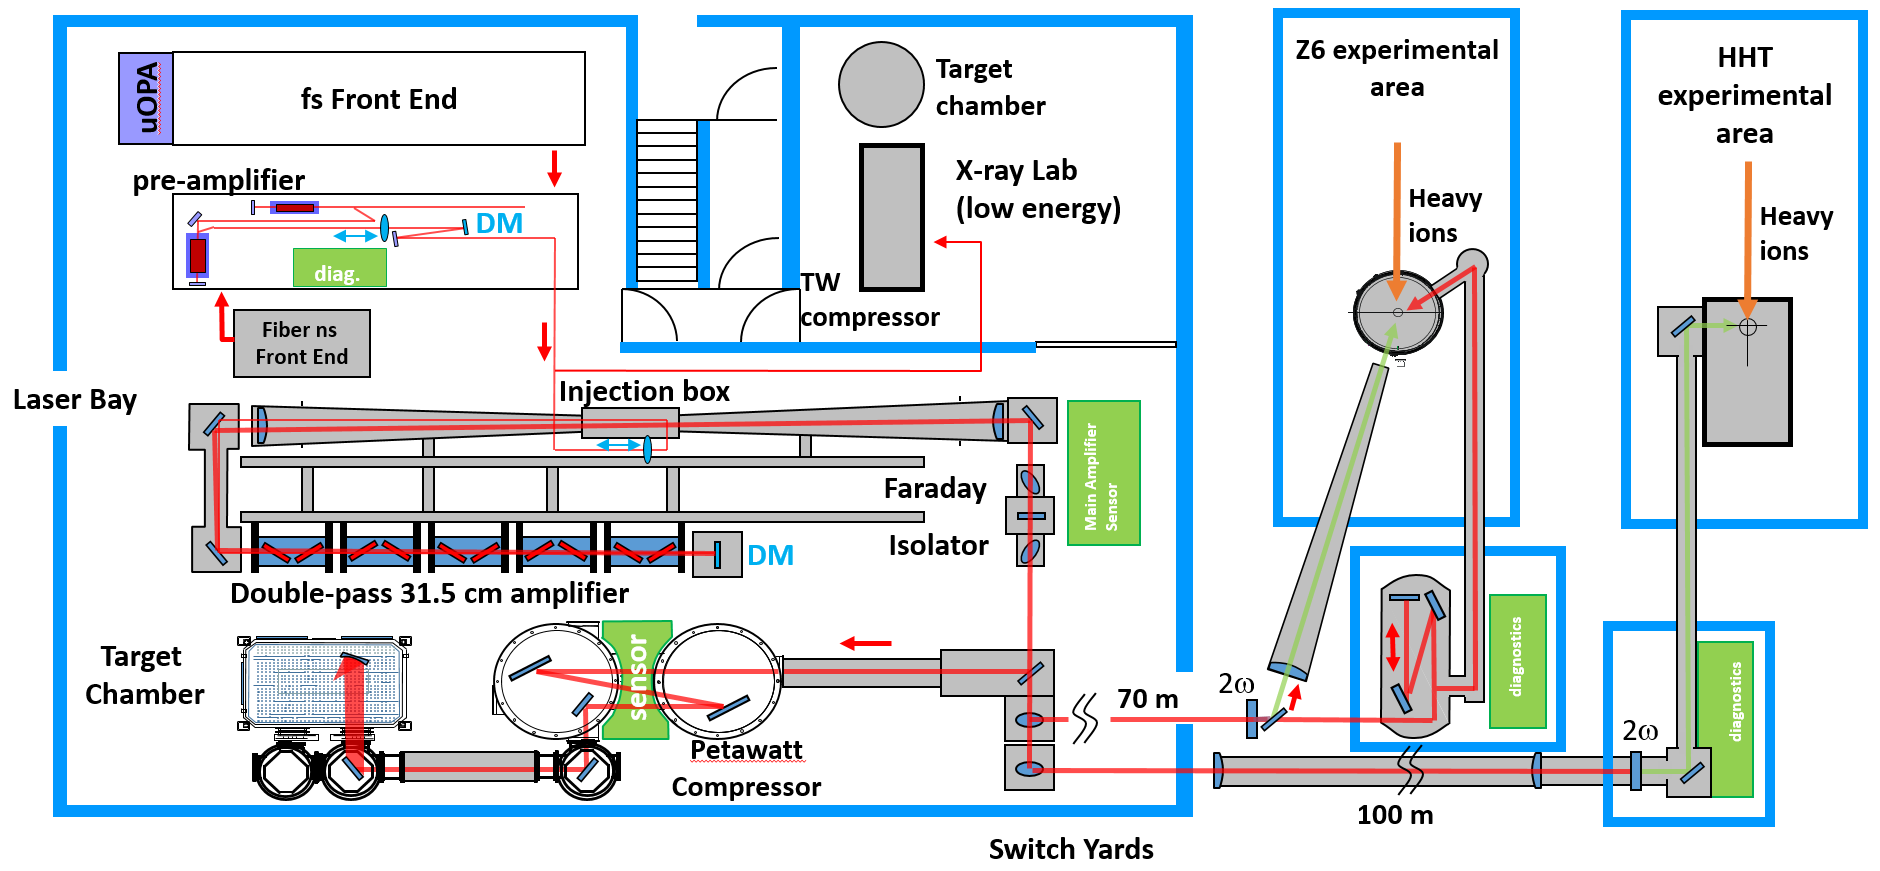 uOPA
fs Front End
pre-amplifier
DM
diag.
Fiber ns
Front End
Laser Bay
Target
chamber
X-ray Lab
(low energy)
TW
compressor
Injection box
Faraday
Isolator
Main Amplifier
Sensor
DM
Double-pass 31.5 cm amplifier
Target
Chamber
sensor
Petawatt
Compressor
Switch Yards
70 m
100 m
2ω
Z6 experimental
area
Heavy
ions
diagnostics
HHT
experimental
area
Heavy
ions
2ω
diagnostics